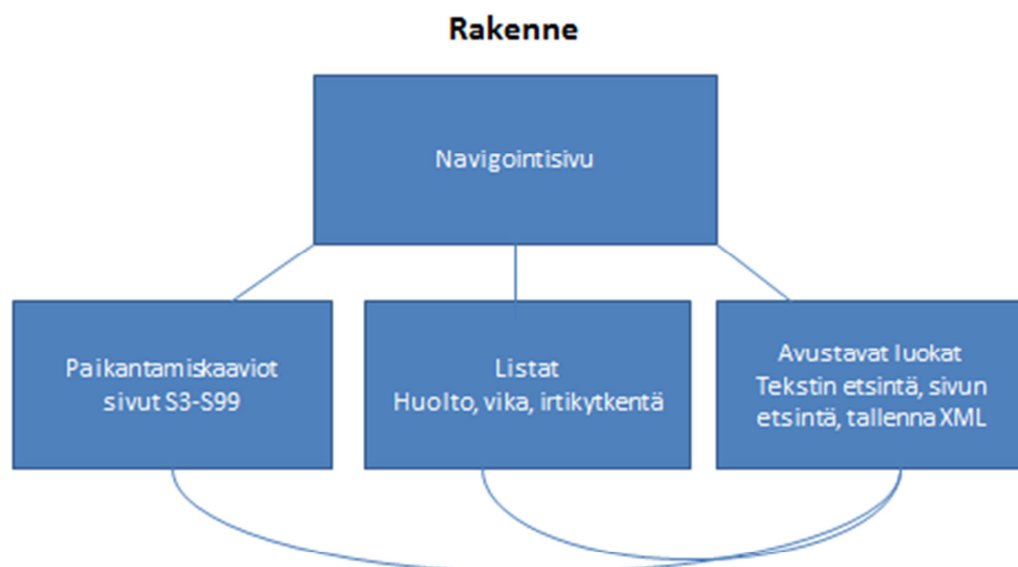 Rakenne
Navigointisivu
Paikantamiskaaviot
sivut S3-S99
Listat
Huolto, vika, irtikytkentä
Avustavat luokat
Tekstin etsintä, sivun
etsintä, tallenna XML